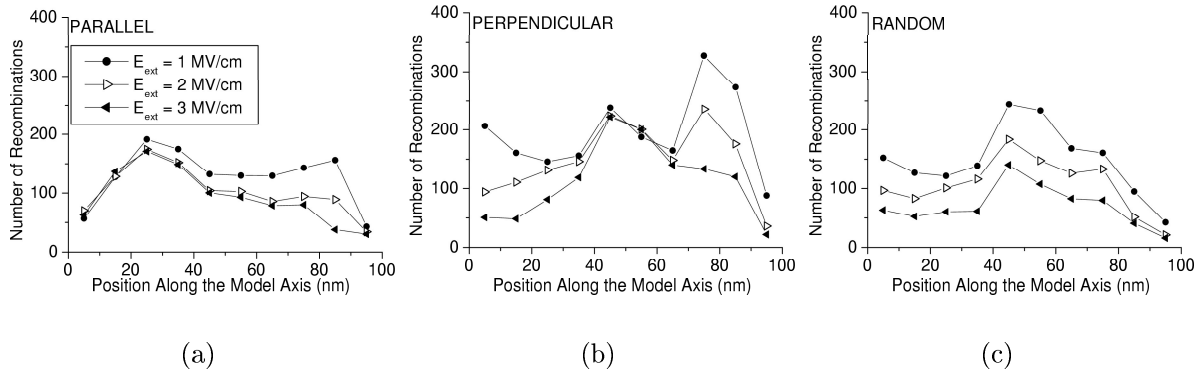 PARALLEL
E_ext = 1 MV/cm
E_ext = 2 MV/cm
E_ext = 3 MV/cm
400
300
200
100
0
0 20 40 60 80 100
Number of Recombinations
Position Along the Model Axis (nm)
(a)
PERPENDICULAR
400
300
200
100
0
0 20 40 60 80 100
Number of Recombinations
Position Along the Model Axis (nm)
(b)
RANDOM
400
300
200
100
0
0 20 40 60 80 100
Number of Recombinations
Position Along the Model Axis (nm)
(c)